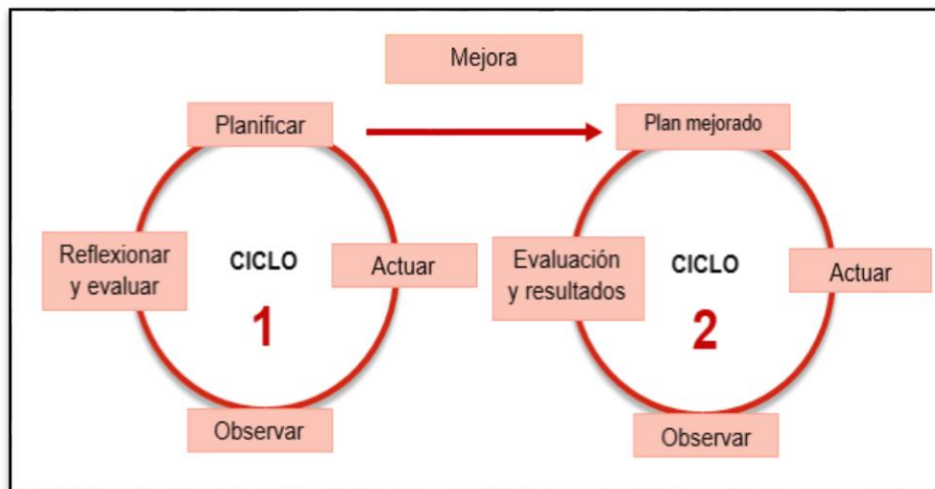 Mejora
Planificar
Plan mejorado
Reflexionar
y evaluar
CICLO
1
Actuar
Evaluación
y resultados
CICLO
2
Actuar
Observar
Observar